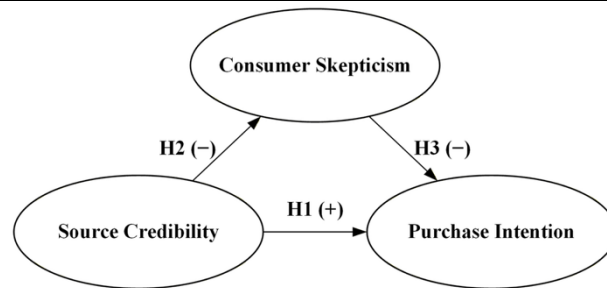 Consumer Skepticism
H2 (−)
H3 (−)
H1 (+)
Source Credibility
Purchase Intention